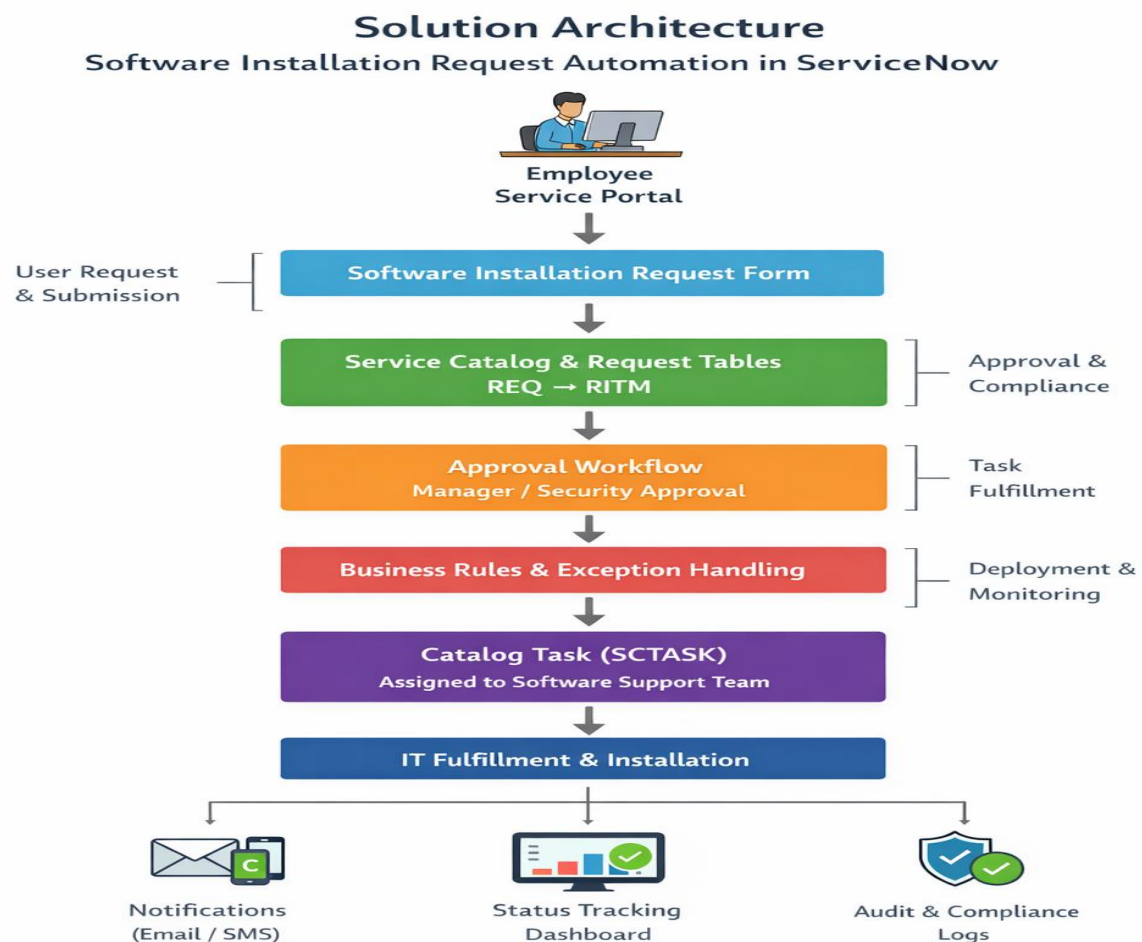 Solution Architecture
Software Installation Request Automation in ServiceNow
Employee
Service Portal
User Request
& Submission
Software Installation Request Form
Service Catalog & Request Tables
REQ → RITM
Approval &
Compliance
Approval Workflow
Manager / Security Approval
Task
Fulfillment
Business Rules & Exception Handling
Deployment &
Monitoring
Catalog Task (SCTASK)
Assigned to Software Support Team
IT Fulfillment & Installation
C
Notifications
(Email / SMS)
Status Tracking
Dashboard
Audit & Compliance
Logs